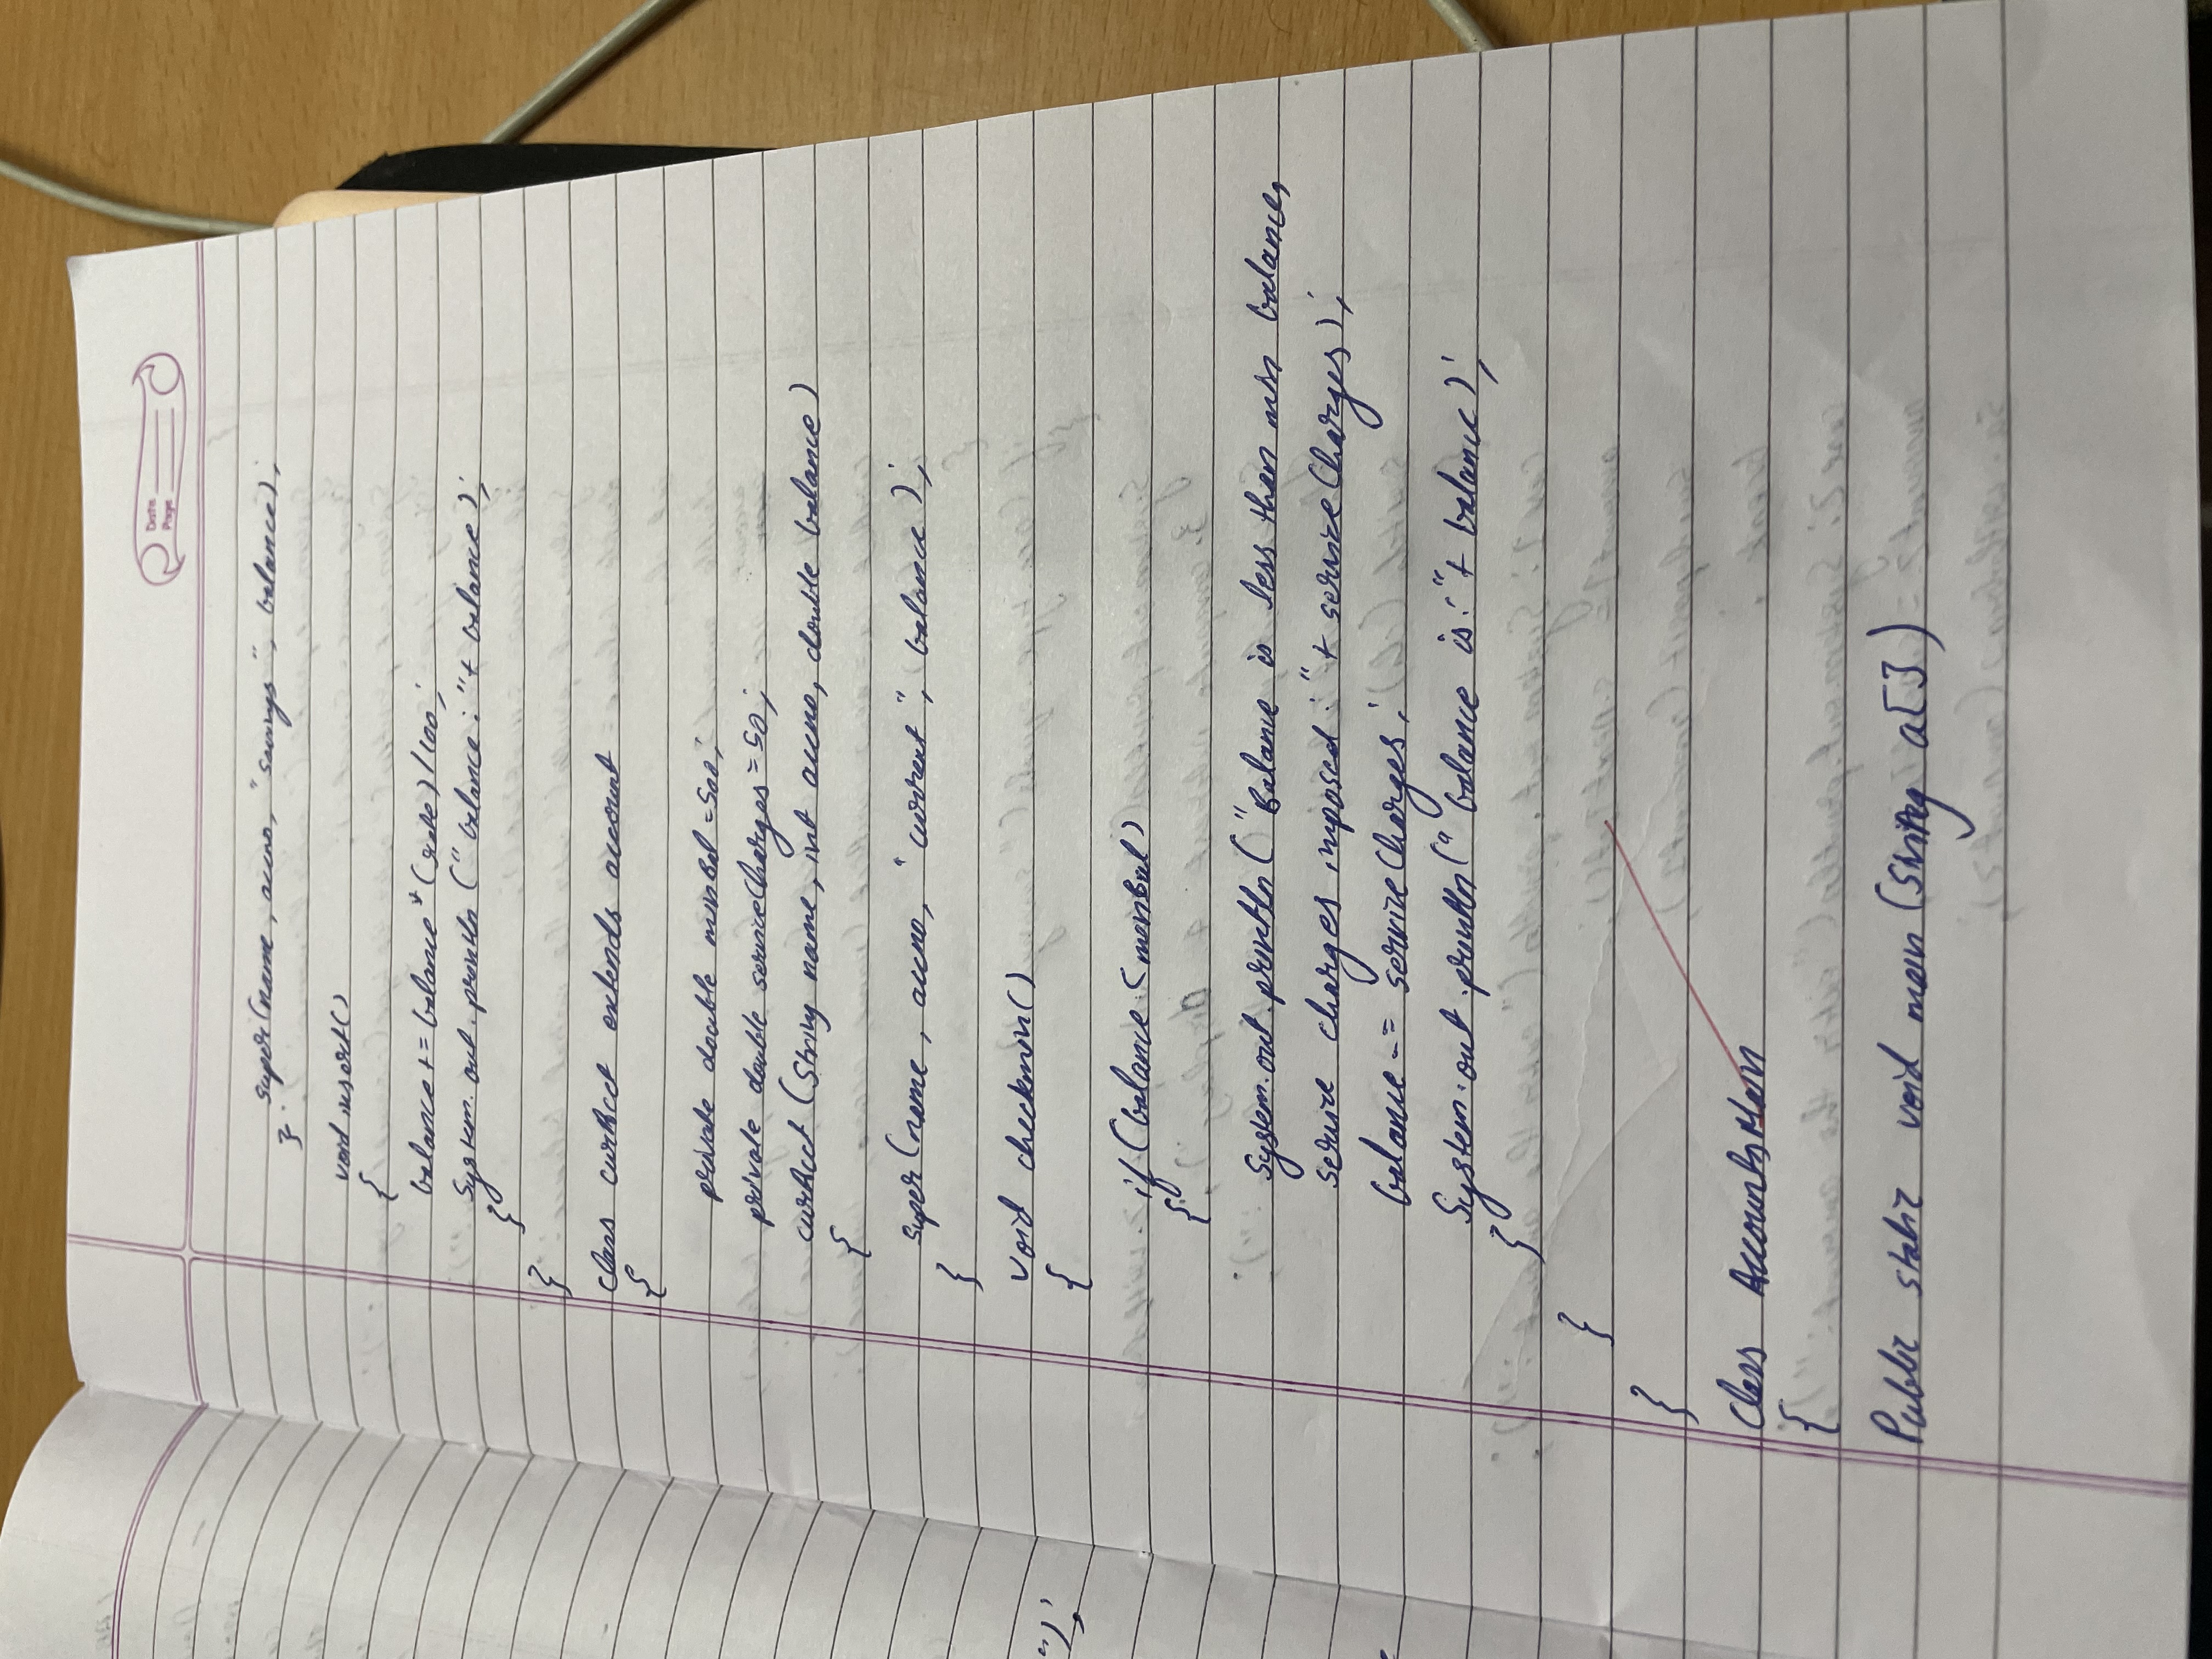 Date
Page
super(name, accno, "savings", balance);
}
void insert()
{
balance += balance*(rate)/100;
System.out.println("balance:"+ balance);
}
}
class curAcct extends account
{
private double minBal=500;
private double serviceCharges=50;
curAcct (String name, int accno, double balance)
{
super(name, accno, "current", balance);
}
void checkmin()
{
if(balance<minBal)
{
System.out.println("Balance is less than min balance,
service charges imposed:"+ serviceCharges);
balance-= serviceCharges;
System.out.println("balance is:"+ balance);
}
}
}
class AccountsMain
{
Public static void main(String a[])
");